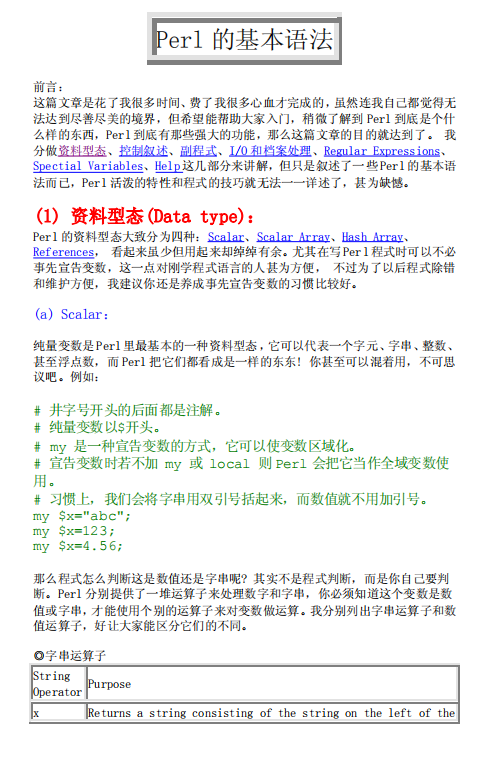 Perl 的基本语法
前言：
这篇文章是花了我很多时间、费了我很多心血才完成的，虽然连我自己都觉得无
法达到尽善尽美的境界，但希望能帮助大家入门，稍微了解到 Perl 到底是个什
么样的东西，Perl 到底有那些强大的功能，那么这篇文章的目的就达到了。 我
分做资料型态、控制叙述、副程式、I/O 和档案处理、Regular Expressions、
Spectial Variables、Help 这几部分来讲解，但只是叙述了一些 Perl 的基本语
法而已，Perl 活泼的特性和程式的技巧就无法一一详述了，甚为缺憾。
(1) 资料型态(Data type)：
Perl 的资料型态大致分为四种：Scalar、Scalar Array、Hash Array、
References， 看起来虽少但用起来却绰绰有余。尤其在写 Perl 程式时可以不必
事先宣告变数，这一点对刚学程式语言的人甚为方便， 不过为了以后程式除错
和维护方便，我建议你还是养成事先宣告变数的习惯比较好。
(a) Scalar：
纯量变数是 Perl 里最基本的一种资料型态，它可以代表一个字元、字串、整数、
甚至浮点数，而 Perl 把它们都看成是一样的东东! 你甚至可以混着用，不可思
议吧。例如：
# 井字号开头的后面都是注解。
# 纯量变数以$开头。
# my 是一种宣告变数的方式，它可以使变数区域化。
# 宣告变数时若不加 my 或 local 则 Perl 会把它当作全域变数使
用。
# 习惯上，我们会将字串用双引号括起来，而数值就不用加引号。
my $x="abc";
my $x=123;
my $x=4.56;
那么程式怎么判断这是数值还是字串呢? 其实不是程式判断，而是你自己要判
断。Perl 分别提供了一堆运算子来处理数字和字串，你必须知道这个变数是数
值或字串，才能使用个别的运算子来对变数做运算。我分别列出字串运算子和数
值运算子，好让大家能区分它们的不同。
◎字串运算子
String
Operator
Purpose
x
Returns a string consisting of the string on the left of the